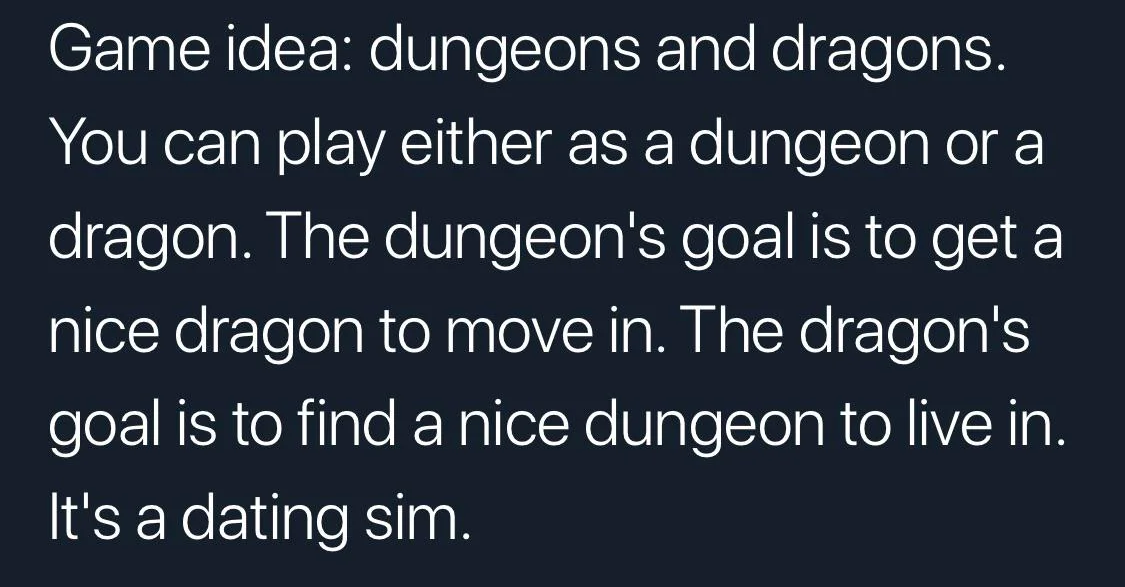 Game idea: dungeons and dragons.
You can play either as a dungeon or a
dragon. The dungeon's goal is to get a
nice dragon to move in. The dragon's
goal is to find a nice dungeon to live in.
It's a dating sim.